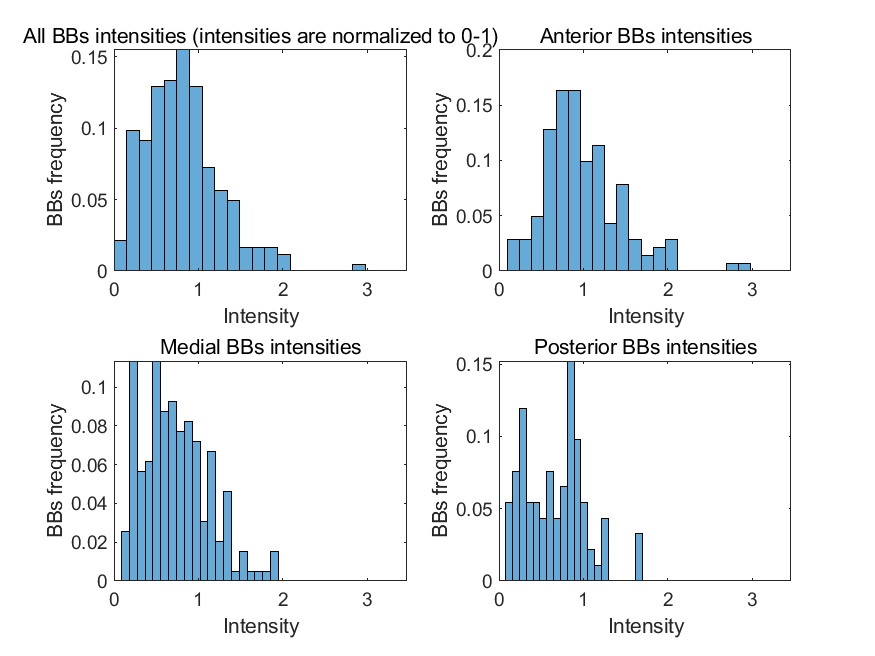 All BBs intensities (intensities are normalized to 0-1)
BBs frequency
0.15
0.1
0.05
0
0 1 2 3
Intensity
Anterior BBs intensities
BBs frequency
0.2
0.15
0.1
0.05
0
0 1 2 3
Intensity
Medial BBs intensities
BBs frequency
0.1
0.08
0.06
0.04
0.02
0
0 1 2 3
Intensity
Posterior BBs intensities
BBs frequency
0.15
0.1
0.05
0
0 1 2 3
Intensity